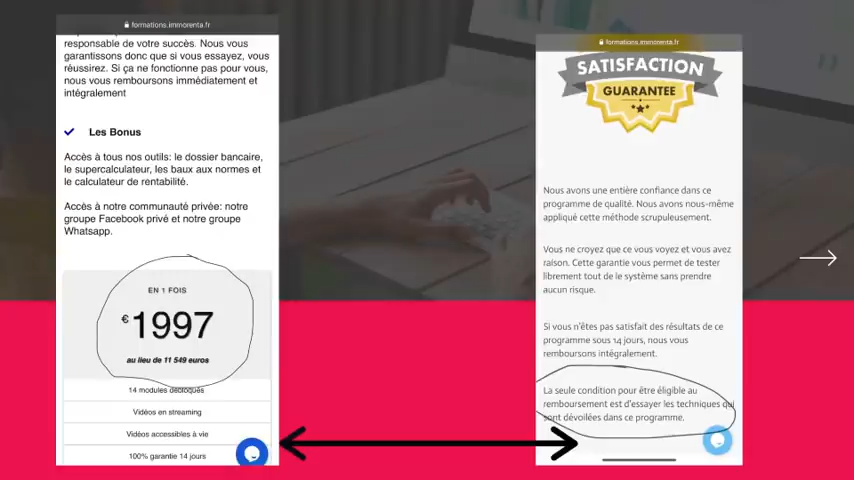 formations.immorenta.fr
responsable de votre succès. Nous vous
garantissons donc que si vous essayez, vous
réussirez. Si ça ne fonctionne pas pour vous,
nous vous remboursons immédiatement et
intégralement
Les Bonus
Accès à tous nos outils: le dossier bancaire,
le supercalculateur, les baux aux normes et
le calculateur de rentabilité.
Accès à notre communauté privée: notre
groupe Facebook privé et notre groupe
Whatsapp.
EN 1 FOIS
€1997
au lieu de 11 549 euros
14 modules débloqués
Vidéos en streaming
Vidéos accessibles à vie
100% garantie 14 jours
formations.immorenta.fr
SATISFACTION
GUARANTEE
Nous avons une entière confiance dans ce
programme de qualité. Nous avons nous-même
appliqué cette méthode scrupuleusement.
Vous ne croyez que ce vous voyez et vous avez
raison. Cette garantie vous permet de tester
librement tout de le système sans prendre
aucun risque.
Si vous n'êtes pas satisfait des résultats de ce
programme sous 14 jours, nous vous
remboursons intégralement.
La seule condition pour être éligible au
remboursement est d'essayer les techniques qui
sont dévoilées dans ce programme.